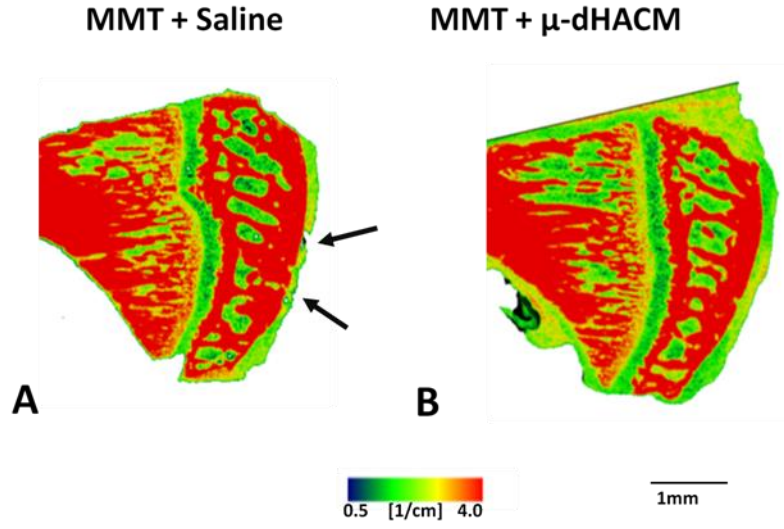 MMT + Saline
MMT + µ-dHACM
A
B
0.5 [1/cm] 4.0
1mm